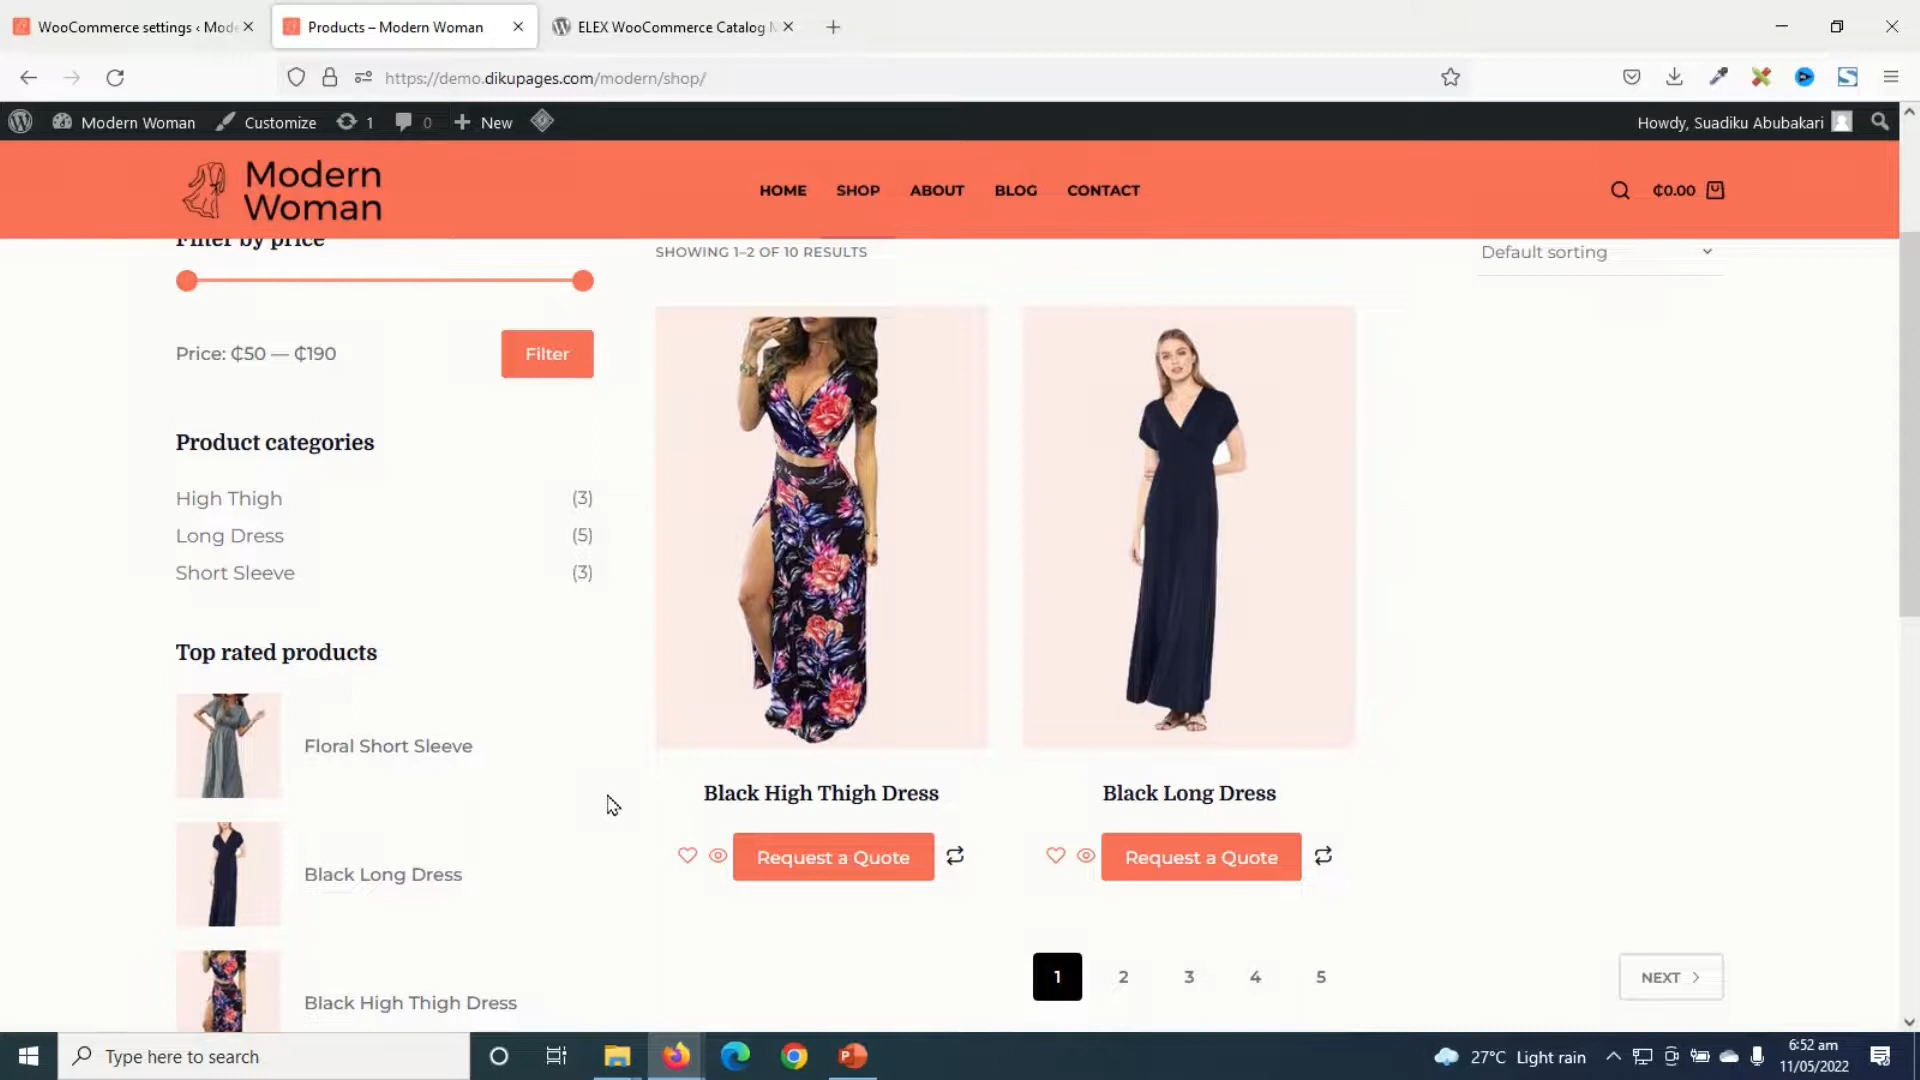 WooCommerce settings ‹ Mode
Products – Modern Woman
ELEX WooCommerce Catalog M
https://demo.dikupages.com/modern/shop/
Modern Woman
Customize
1
0
New
Howdy, Suadiku Abubakari
Modern
Woman
HOME
SHOP
ABOUT
BLOG
CONTACT
₵0.00
Filter by price
SHOWING 1–2 OF 10 RESULTS
Default sorting
Price: ₵50 — ₵190
Filter
Product categories
High Thigh (3)
Long Dress (5)
Short Sleeve (3)
Top rated products
Floral Short Sleeve
Black Long Dress
Black High Thigh Dress
Black High Thigh Dress
Request a Quote
Black Long Dress
Request a Quote
1 2 3 4 5
NEXT
Type here to search
27°C Light rain
6:52 am
11/05/2022